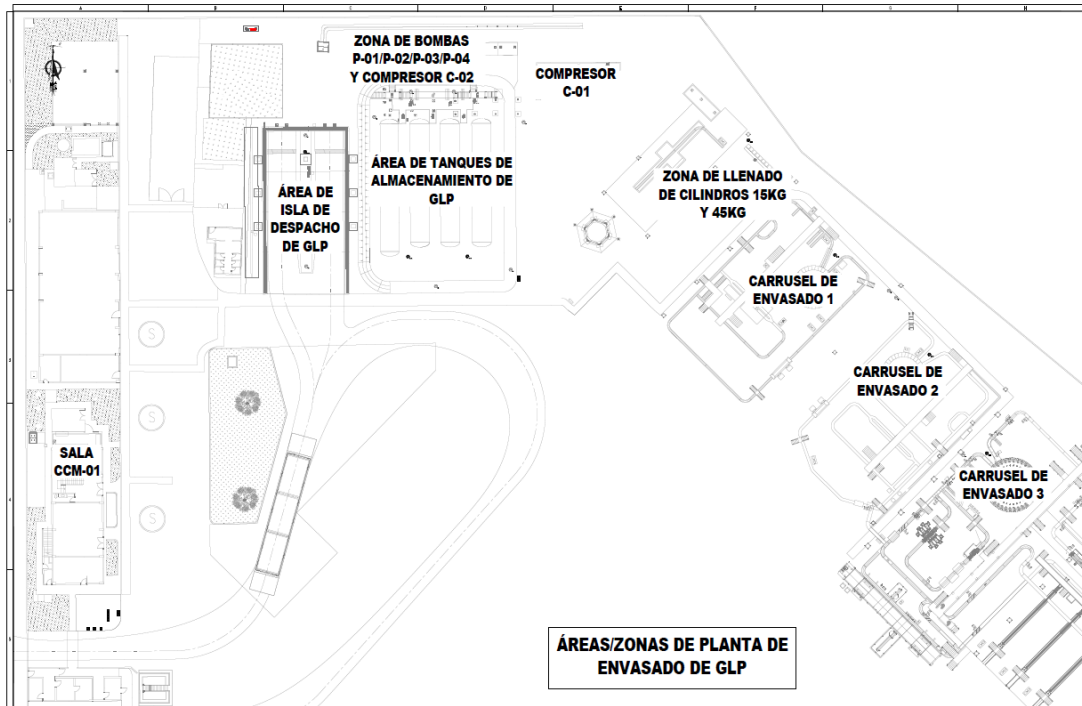 A
B
C
D
E
F
G
H
ZONA DE BOMBAS
P-01/P-02/P-03/P-04
Y COMPRESOR C-02
COMPRESOR
C-01
ÁREA DE TANQUES DE
ALMACENAMIENTO DE
GLP
ÁREA DE
ISLA DE
DESPACHO
DE GLP
ZONA DE LLENADO
DE CILINDROS 15KG
Y 45KG
CARRUSEL DE
ENVASADO 1
CARRUSEL DE
ENVASADO 2
CARRUSEL DE
ENVASADO 3
SALA
CCM-01
S
S
S
ÁREAS/ZONAS DE PLANTA DE
ENVASADO DE GLP